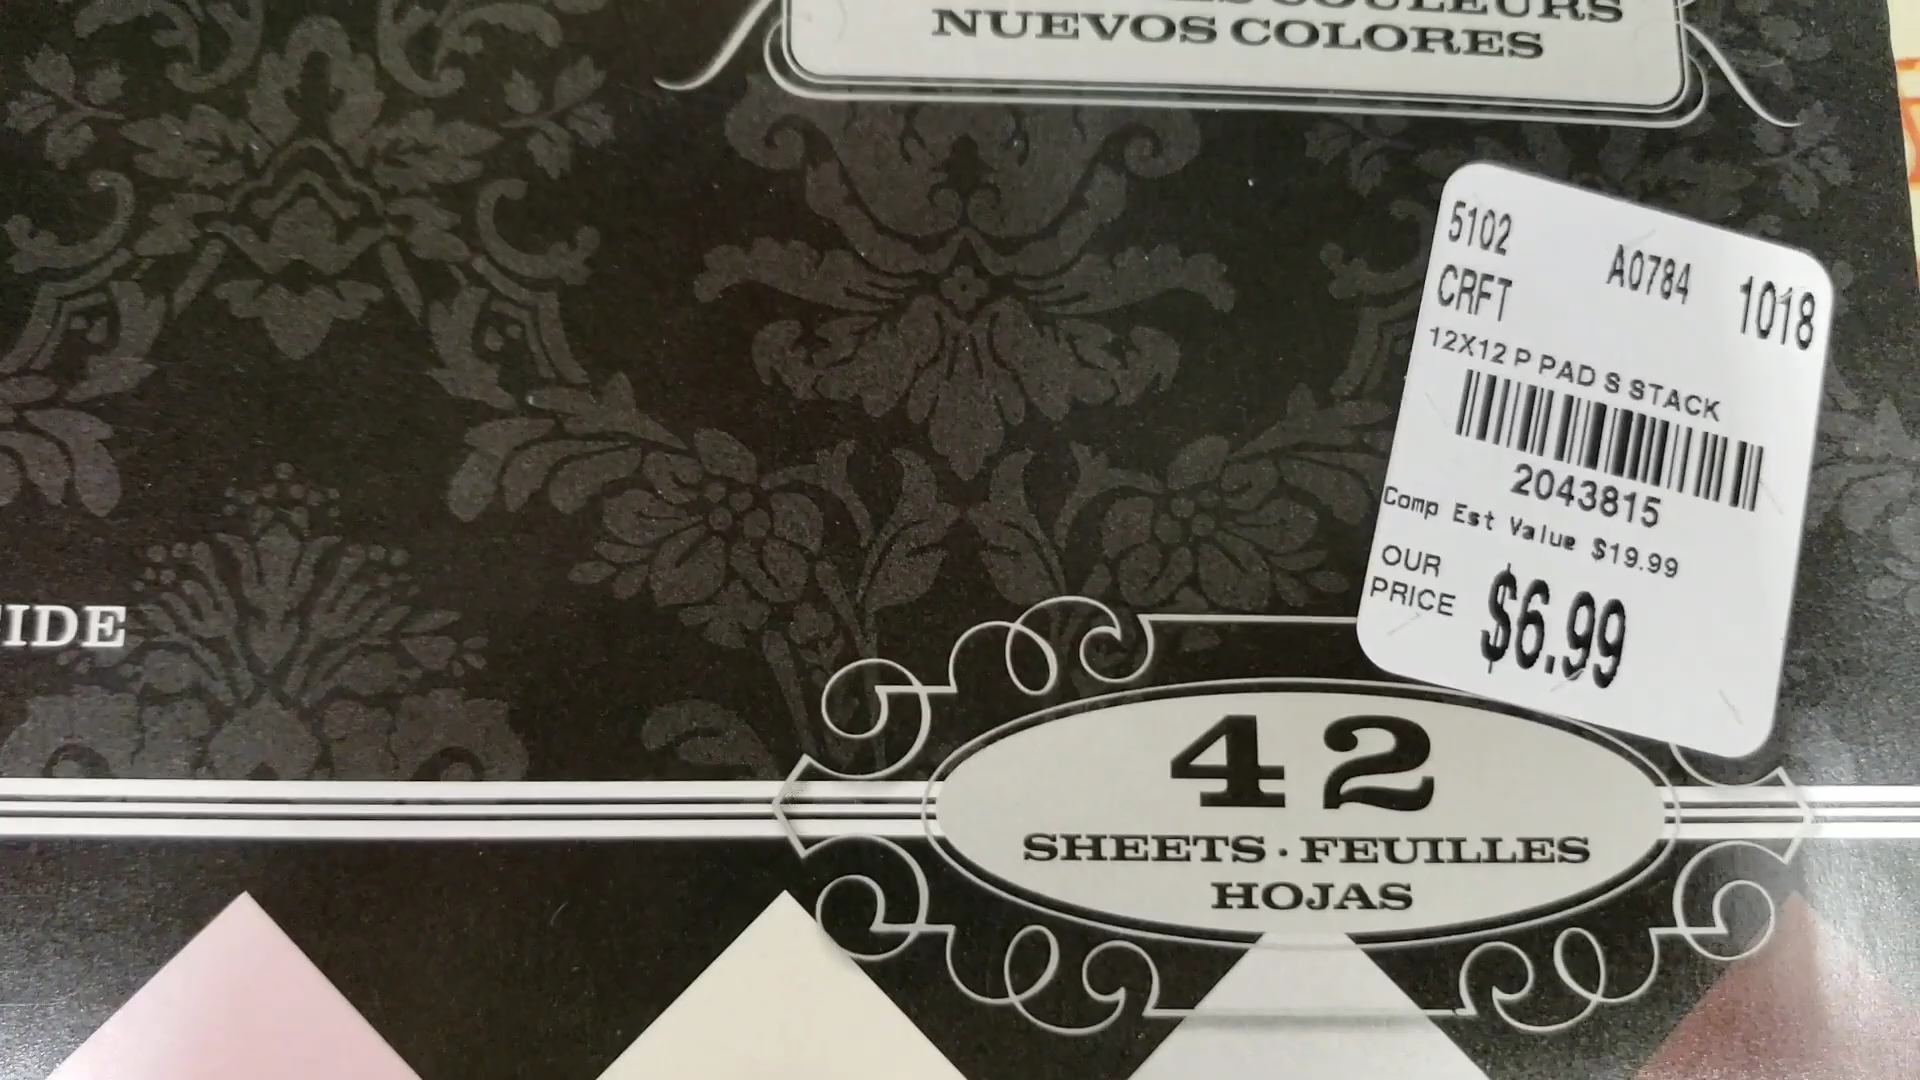 COULEURS
NUEVOS COLORES
5102
A0784
1018
CRFT
12X12 P PAD S STACK
2043815
Comp Est Value $19.99
OUR
PRICE
$6.99
42
SHEETS · FEUILLES
HOJAS